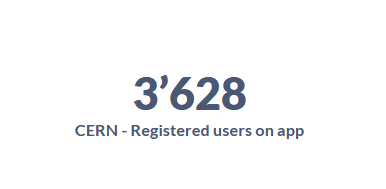 3’628
CERN - Registered users on app